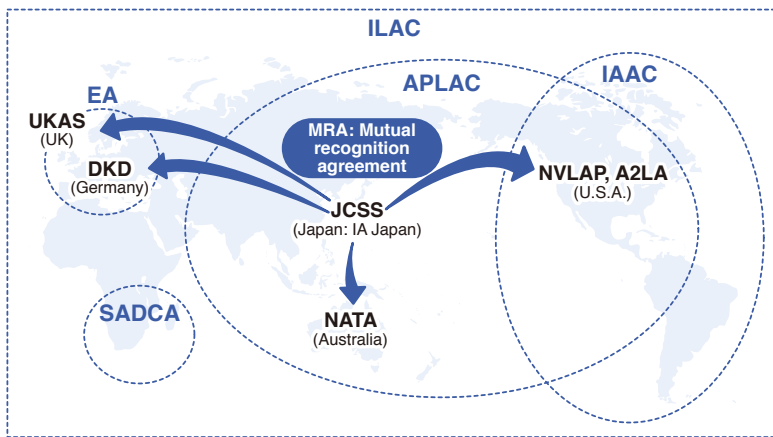 ILAC
APLAC
IAAC
EA
UKAS
(UK)
DKD
(Germany)
MRA: Mutual
recognition
agreement
NVLAP, A2LA
(U.S.A.)
JCSS
(Japan: IA Japan)
SADCA
NATA
(Australia)